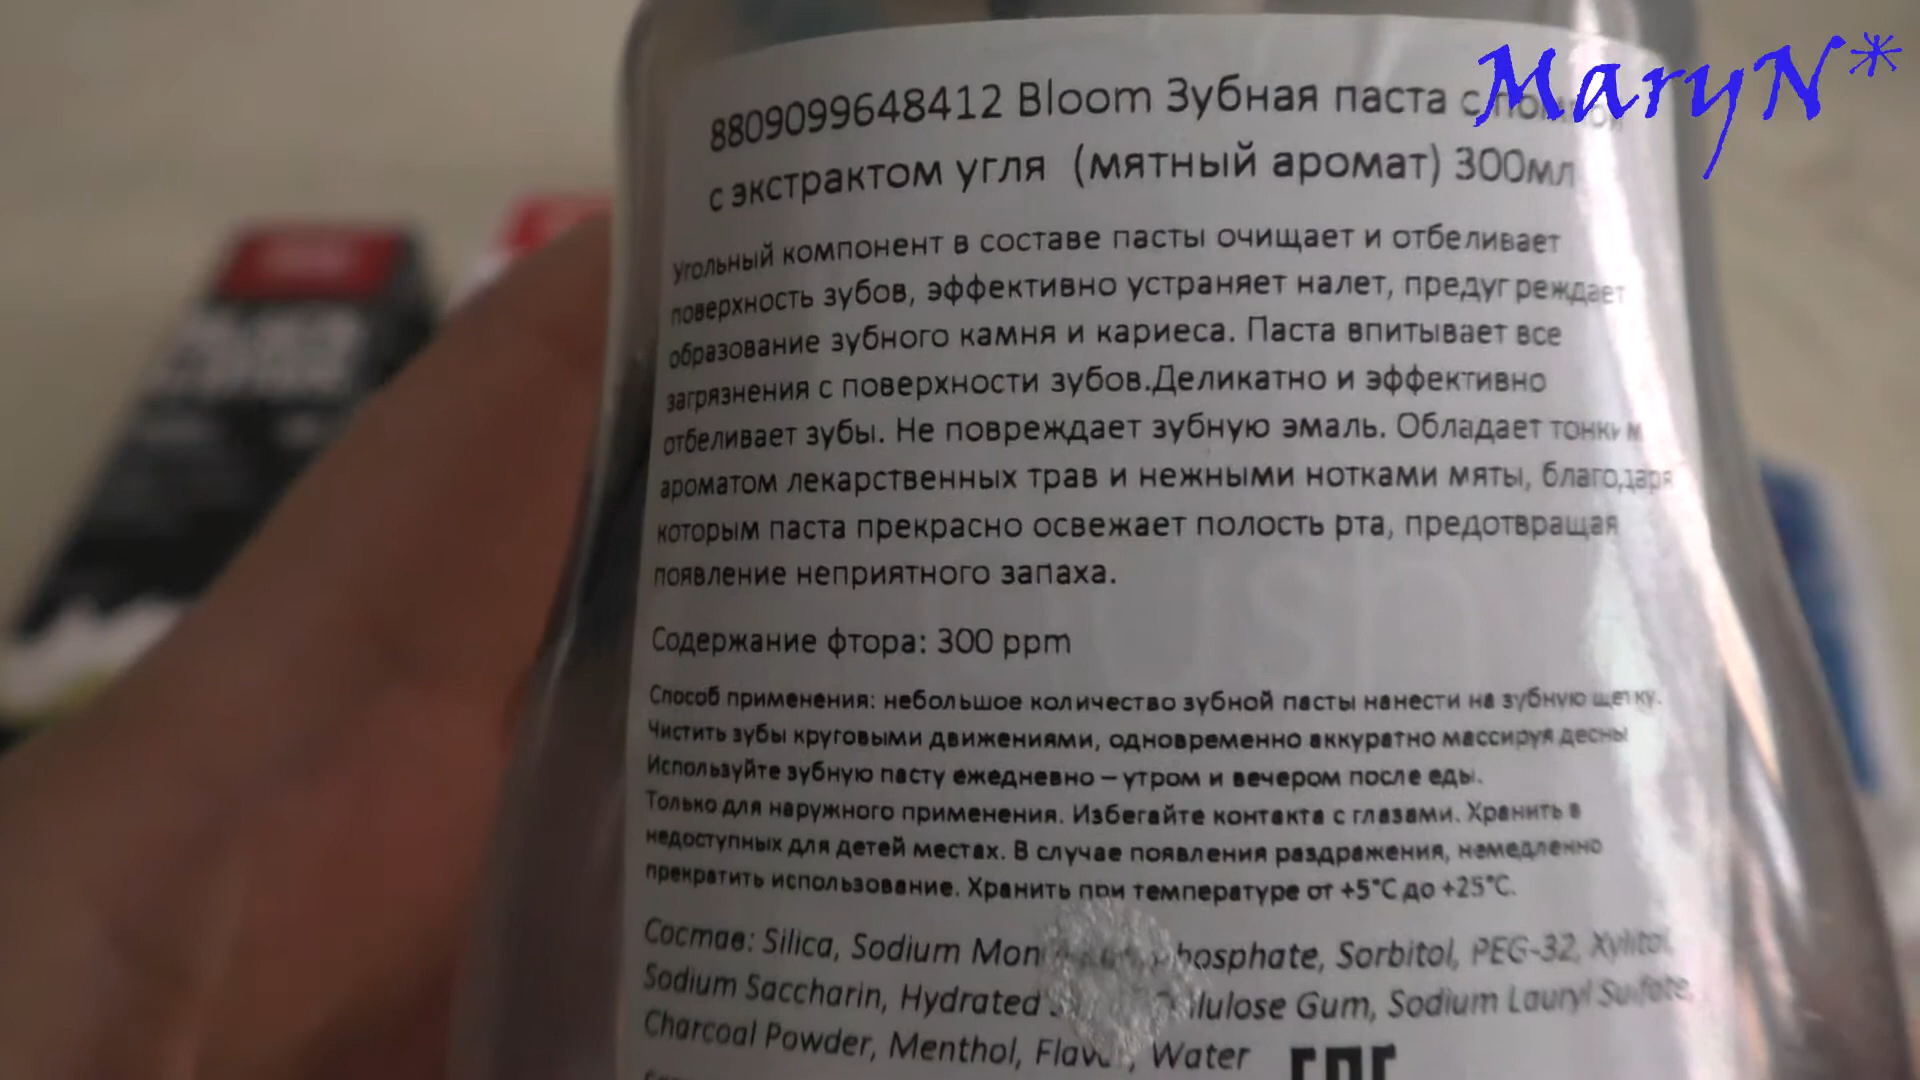 MaryN*
8809099648412 Bloom Зубная паста с помпой
с экстрактом угля (мятный аромат) 300мл
Угольный компонент в составе пасты очищает и отбеливает
поверхность зубов, эффективно устраняет налет, предугреждает
образование зубного камня и кариеса. Паста впитывает все
загрязнения с поверхности зубов.Деликатно и эффективно
отбеливает зубы. Не повреждает зубную эмаль. Обладает тонким
ароматом лекарственных трав и нежными нотками мяты, благодаря
которым паста прекрасно освежает полость рта, предотвращая
появление неприятного запаха.
Содержание фтора: 300 ppm
Способ применения: небольшое количество зубной пасты нанести на зубную щетку.
Чистить зубы круговыми движениями, одновременно аккуратно массируя десны
Используйте зубную пасту ежедневно – утром и вечером после еды.
Только для наружного применения. Избегайте контакта с глазами. Хранить в
недоступных для детей местах. В случае появления раздражения, немедленно
прекратить использование. Хранить при температуре от +5°C до +25°C.
Состав: Silica, Sodium Sorbitol, PEG-32, Xylitol,
Sodium Saccharin, Hydrated Gum, Sodium Lauryl Sulfate,
Charcoal Powder, Menthol, Water